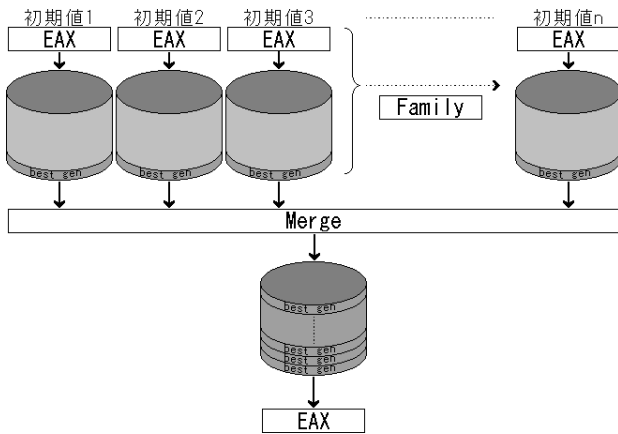 初期値1 初期値2 初期値3 初期値n
EAX EAX EAX EAX
Family
best gen best gen best gen best gen
Merge
best gen
best gen
best gen
best gen
EAX